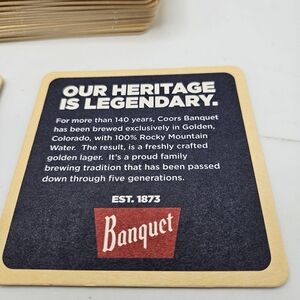 OUR HERITAGE
IS LEGENDARY.
For more than 140 years, Coors Banquet
has been brewed exclusively in Golden,
Colorado, with 100% Rocky Mountain
Water. The result, is a freshly crafted
golden lager. It's a proud family
brewing tradition that has been passed
down through five generations.
EST. 1873
Banquet